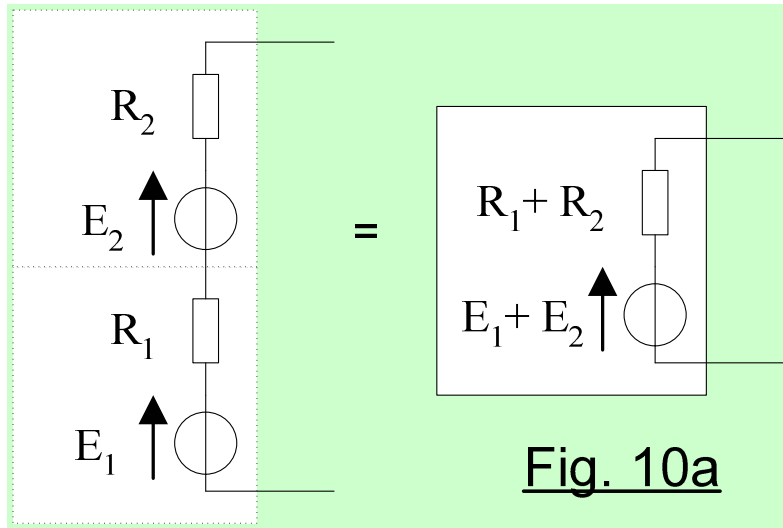 R₂
E₂
R₁
E₁
=
R₁+ R₂
E₁+ E₂
Fig. 10a